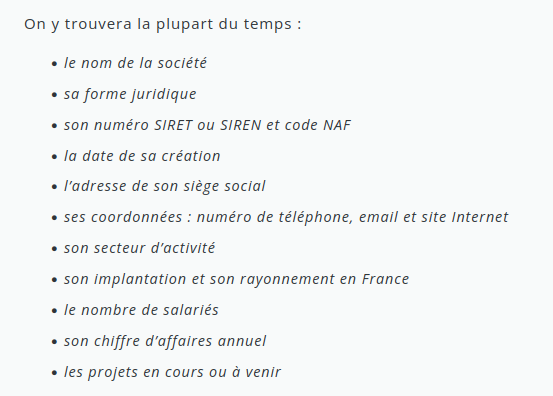 On y trouvera la plupart du temps :
• le nom de la société
• sa forme juridique
• son numéro SIRET ou SIREN et code NAF
• la date de sa création
• l’adresse de son siège social
• ses coordonnées : numéro de téléphone, email et site Internet
• son secteur d’activité
• son implantation et son rayonnement en France
• le nombre de salariés
• son chiffre d’affaires annuel
• les projets en cours ou à venir